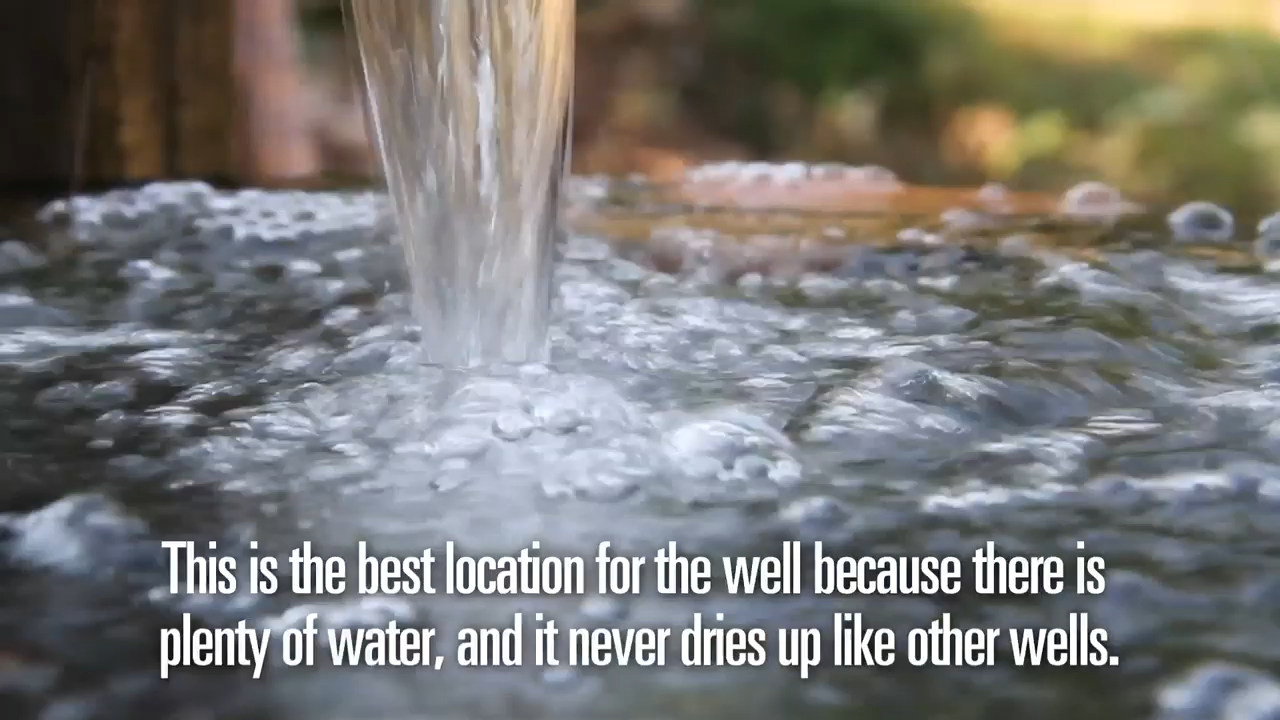 This is the best location for the well because there is
plenty of water, and it never dries up like other wells.